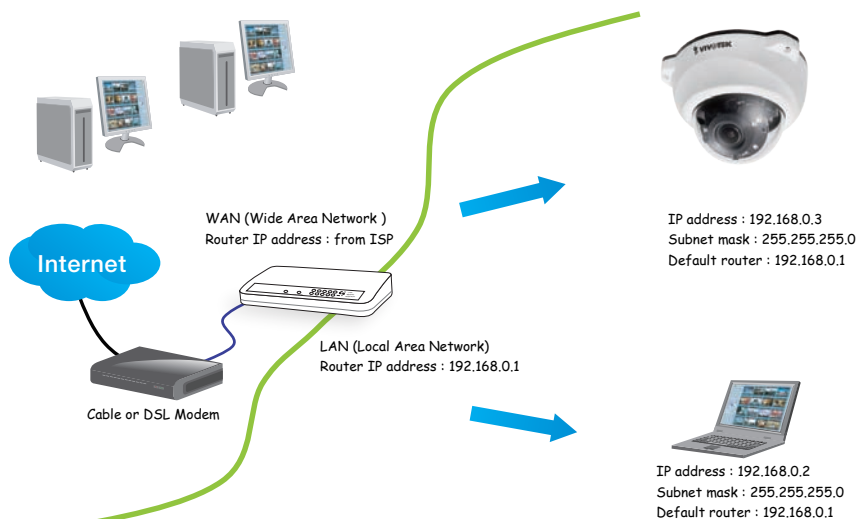 VIVOTEK
WAN (Wide Area Network )
Router IP address : from ISP
Internet
IP address : 192.168.0.3
Subnet mask : 255.255.255.0
Default router : 192.168.0.1
LAN (Local Area Network)
Router IP address : 192.168.0.1
Cable or DSL Modem
IP address : 192.168.0.2
Subnet mask : 255.255.255.0
Default router : 192.168.0.1